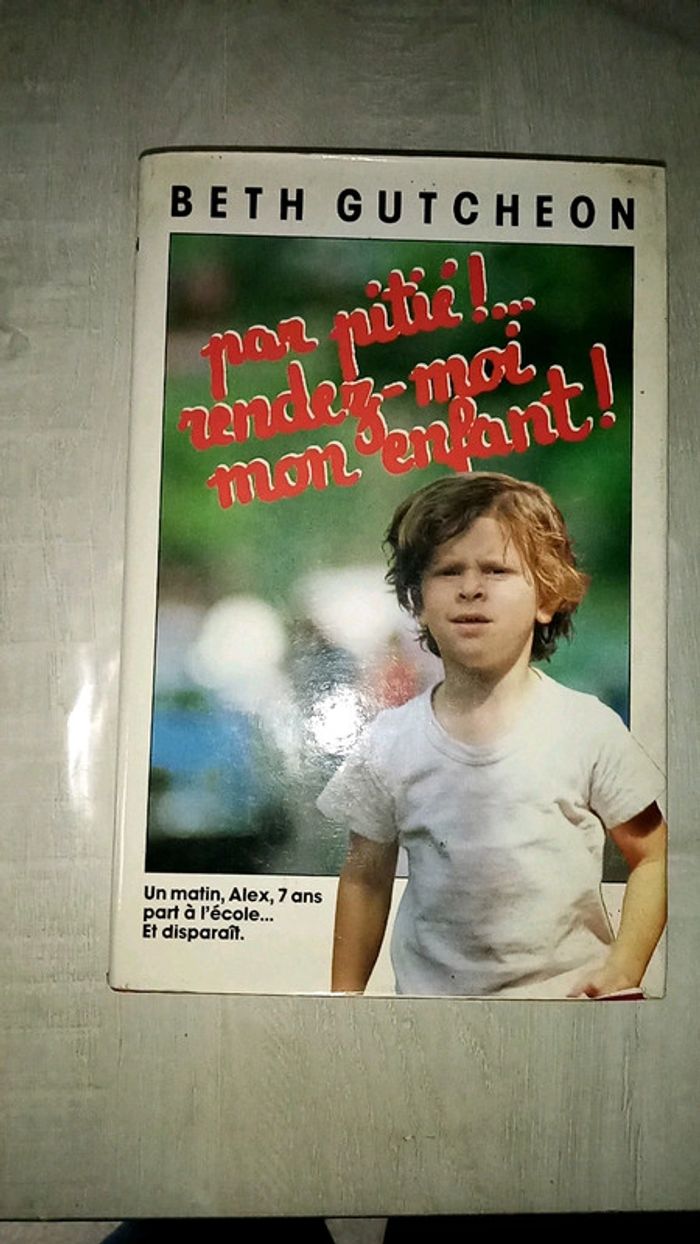 BETH GUTCHEON
par pitié!...
rendez-moi
mon enfant!
Un matin, Alex, 7 ans
part à l'école...
Et disparaît.